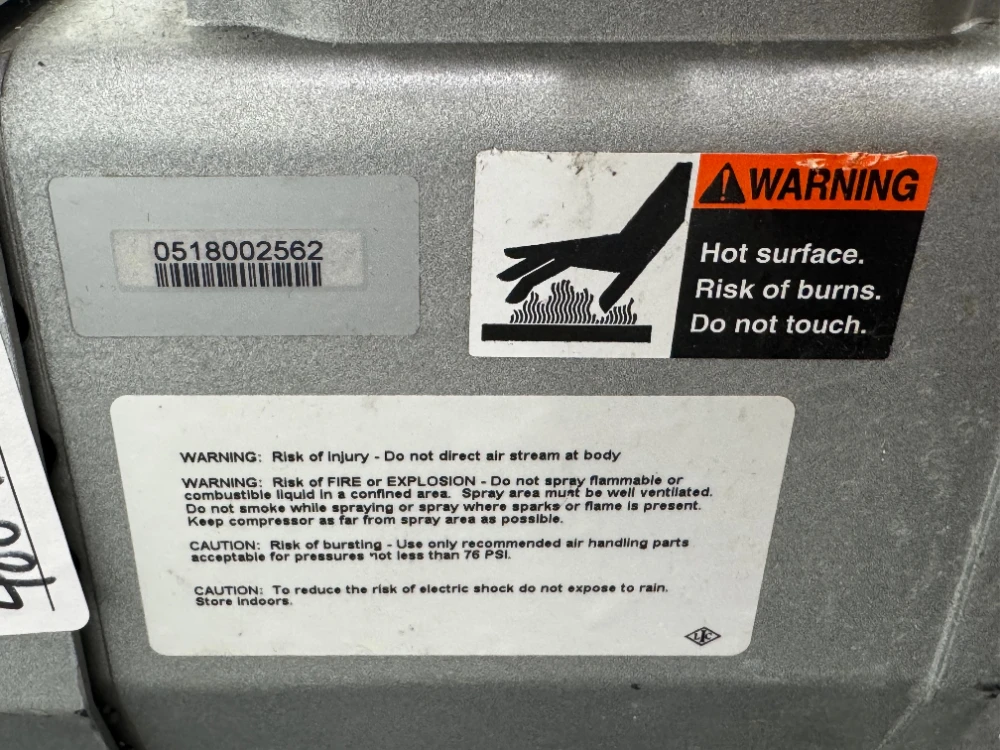 0518002562
WARNING
Hot surface.
Risk of burns.
Do not touch.
WARNING: Risk of injury - Do not direct air stream at body
WARNING: Risk of FIRE or EXPLOSION - Do not spray flammable or
combustible liquid in a confined area. Spray area must be well ventilated.
Do not smoke while spraying or spray where sparks or flame is present.
Keep compressor as far from spray area as possible.
CAUTION: Risk of bursting - Use only recommended air handling parts
acceptable for pressures not less than 76 PSI.
CAUTION: To reduce the risk of electric shock do not expose to rain.
Store indoors.